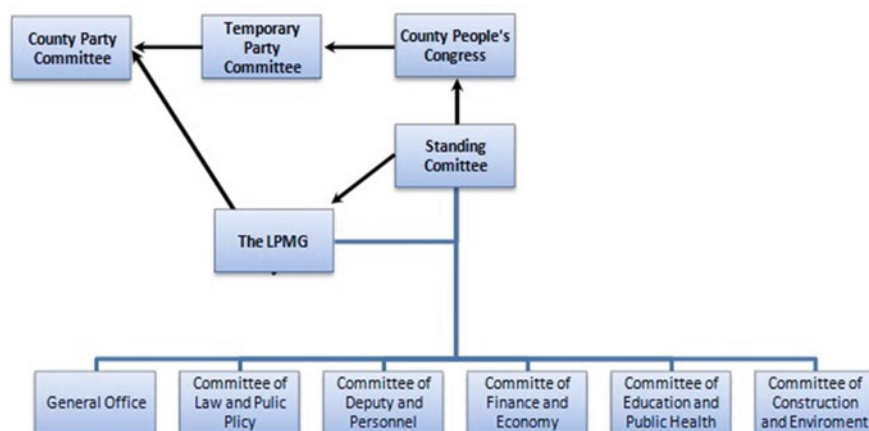 County Party
Committee
Temporary
Party
Committee
County People's
Congress
Standing
Comittee
The LPMG
General Office
Committee of
Law and Pulic
Plicy
Committee of
Deputy and
Personnel
Committe of
Finance and
Economy
Committee of
Education and
Public Health
Committee of
Construction
and Enviroment